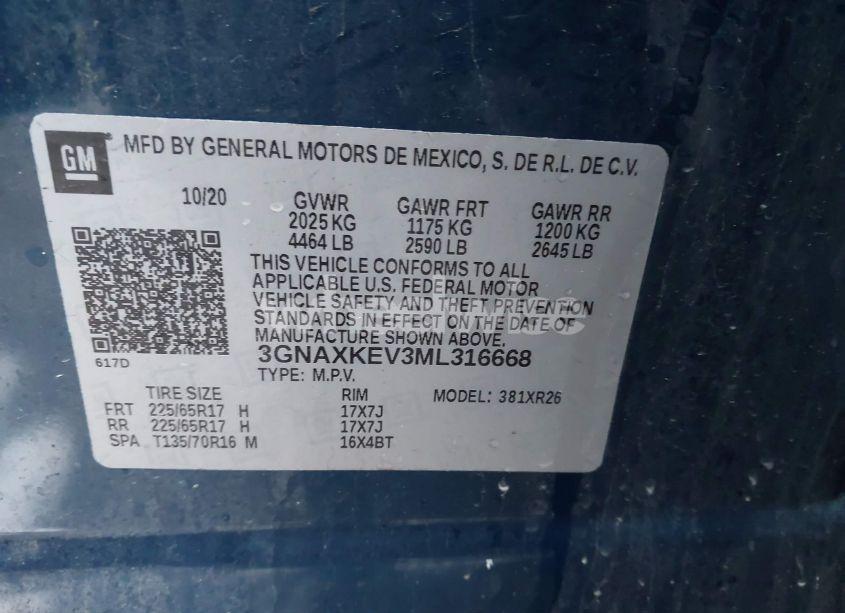 GM
MFD BY GENERAL MOTORS DE MEXICO, S. DE R.L. DE C.V.
10/20
GVWR GAWR FRT GAWR RR
2025 KG 1175 KG 1200 KG
4464 LB 2590 LB 2645 LB
THIS VEHICLE CONFORMS TO ALL
APPLICABLE U.S. FEDERAL MOTOR
VEHICLE SAFETY AND THEFT PREVENTION
STANDARDS IN EFFECT ON THE DATE OF
MANUFACTURE SHOWN ABOVE.
3GNAXKEV3ML316668
617D
TYPE: M.P.V.
TIRE SIZE RIM MODEL: 381XR26
FRT 225/65R17 H 17X7J
RR 225/65R17 H 17X7J
SPA T135/70R16 M 16X4BT